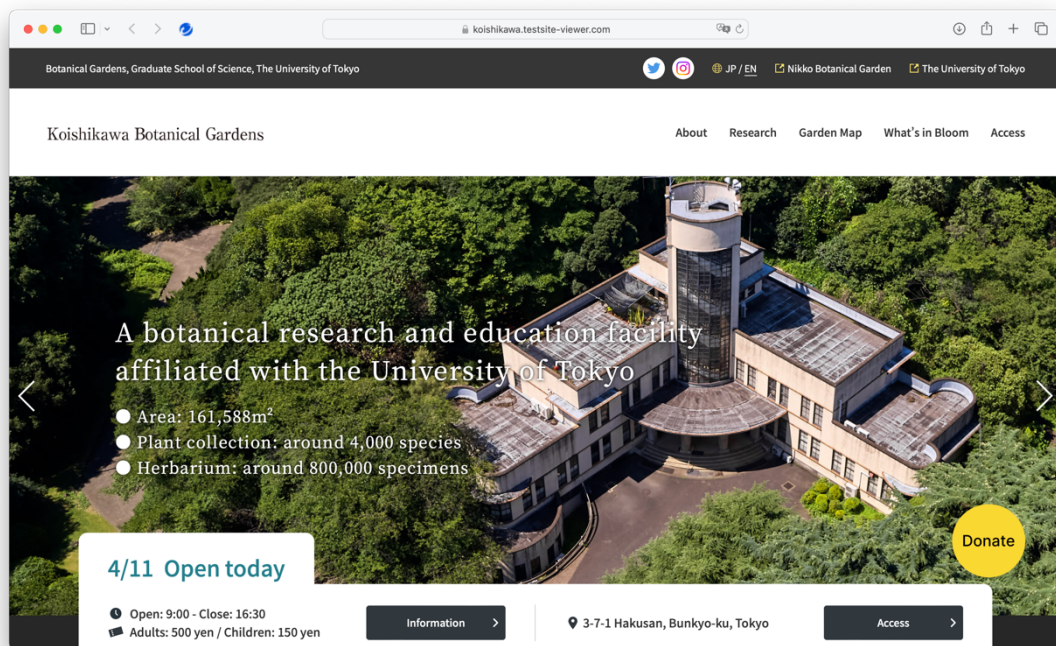 koishikawa.testsite-viewer.com
Botanical Gardens, Graduate School of Science, The University of Tokyo
JP / EN
Nikko Botanical Garden
The University of Tokyo
Koishikawa Botanical Gardens
About
Research
Garden Map
What's in Bloom
Access
A botanical research and education facility
affiliated with the University of Tokyo
Area: 161,588m²
Plant collection: around 4,000 species
Herbarium: around 800,000 specimens
Donate
4/11 Open today
Open: 9:00 - Close: 16:30
Adults: 500 yen / Children: 150 yen
Information
3-7-1 Hakusan, Bunkyo-ku, Tokyo
Access